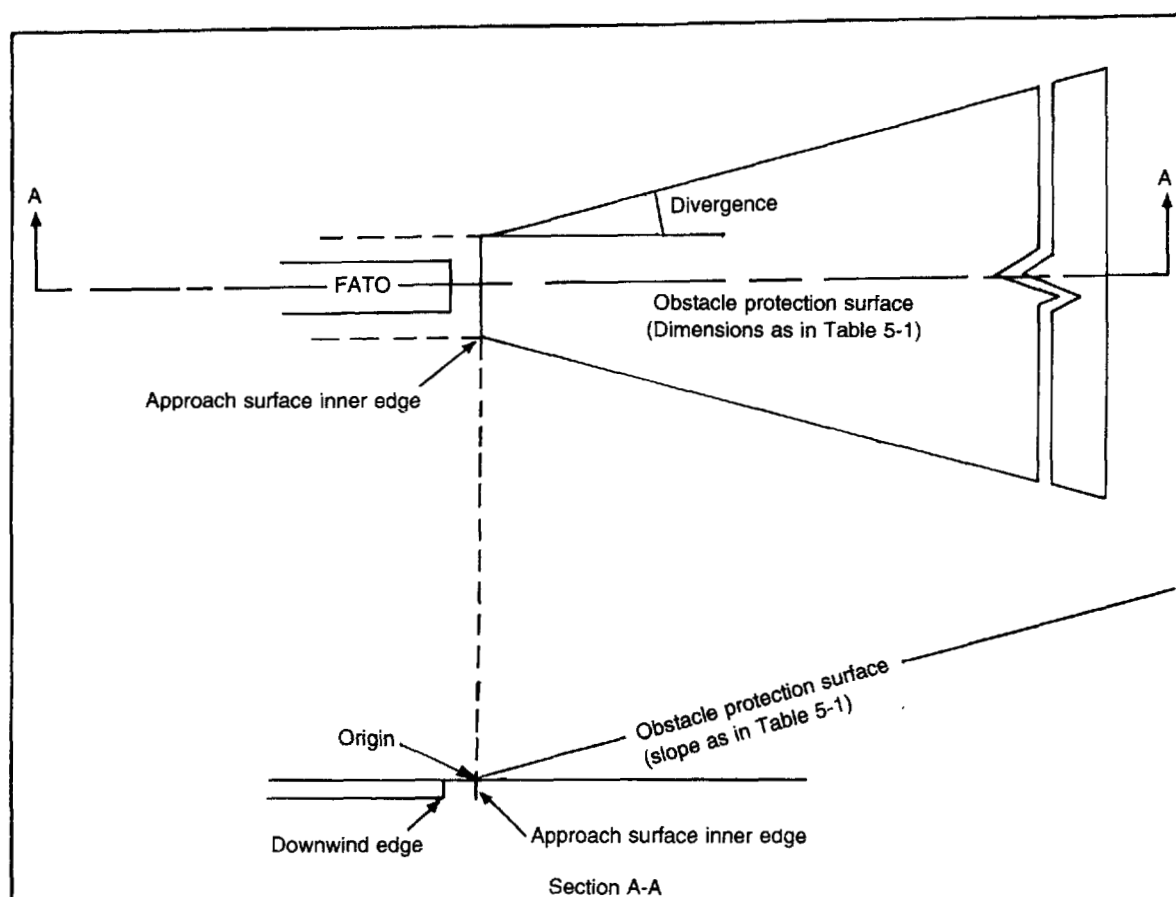 A
A
Divergence
FATO
Obstacle protection surface
(Dimensions as in Table 5-1)
Approach surface inner edge
Obstacle protection surface
(slope as in Table 5-1)
Origin
Downwind edge
Approach surface inner edge
Section A-A